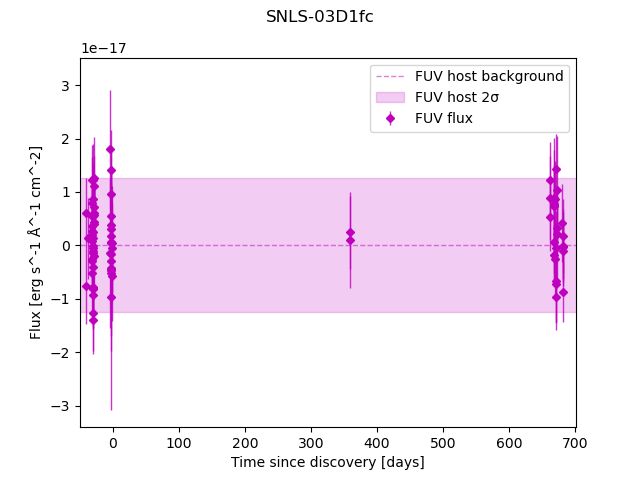 SNLS-03D1fc
1e−17
FUV host background
FUV host 2σ
FUV flux
3
2
1
0
−1
−2
−3
Flux [erg s^-1 Å^-1 cm^-2]
0 100 200 300 400 500 600 700
Time since discovery [days]